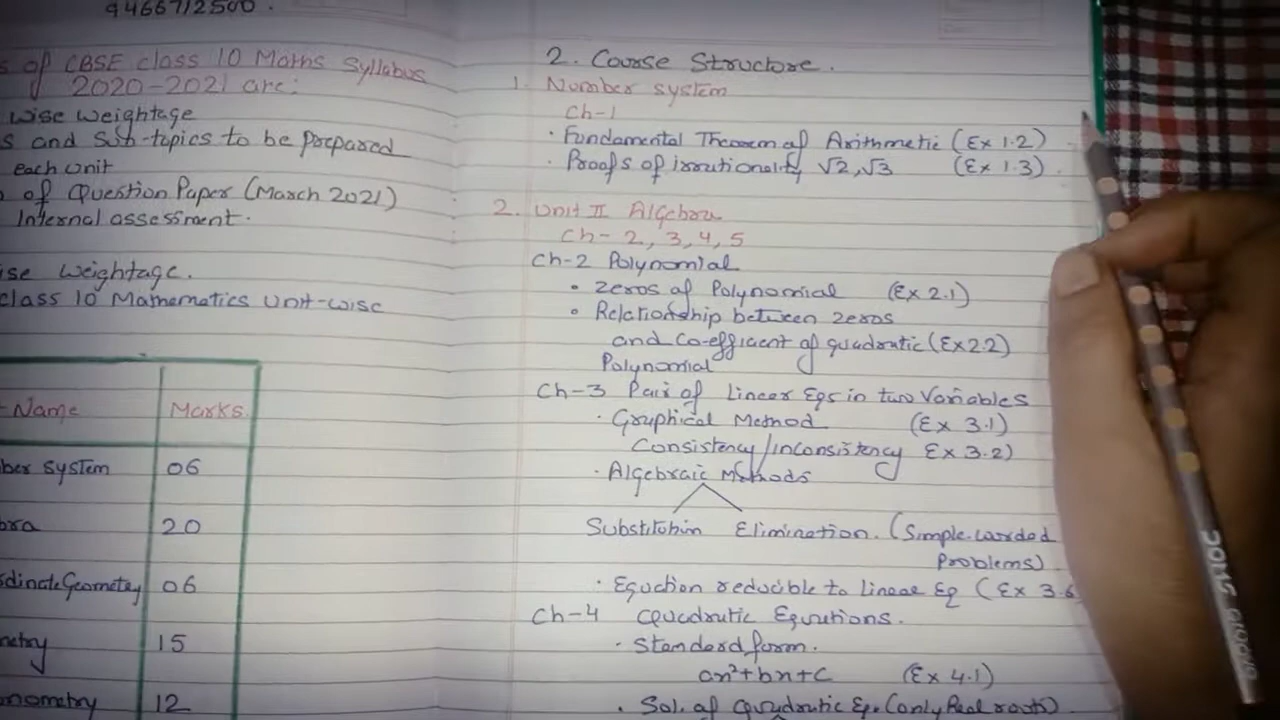 9466712500.
s of CBSE class 10 Maths Syllabus
2020-2021 are:
wise weightage
s and Sub-topics to be prepared
each unit
of Question Paper (March 2021)
Internal assessment.
ise weightage.
class 10 Mathematics Unit-wise
Name Marks
ber system 06
bra 20
dinate Geometry 06
metry 15
nometry 12
2. Course Structure.
1. Number system
Ch-1
• Fundamental Theorem of Arithmetic (Ex 1.2)
• Proofs of irrationality √2, √3 (Ex 1.3)
2. Unit II Algebra
Ch- 2, 3, 4, 5
Ch-2 Polynomial
• Zeros of Polynomial (Ex 2.1)
• Relationship between zeros
and co-efficient of quadratic (Ex 2.2)
Polynomial
Ch-3 Pair of Linear Eqs in two Variables
• Graphical Method (Ex 3.1)
Consistency/inconsistency Ex 3.2)
• Algebraic Methods
Substitution Elimination. (Simple worded
Problems)
• Equation reducible to linear Eq (Ex 3.6
Ch-4 Quadratic Equations.
• Standard form.
ax²+bx+c (Ex 4.1)
• Sol. of quadratic Eq. (only Real roots)